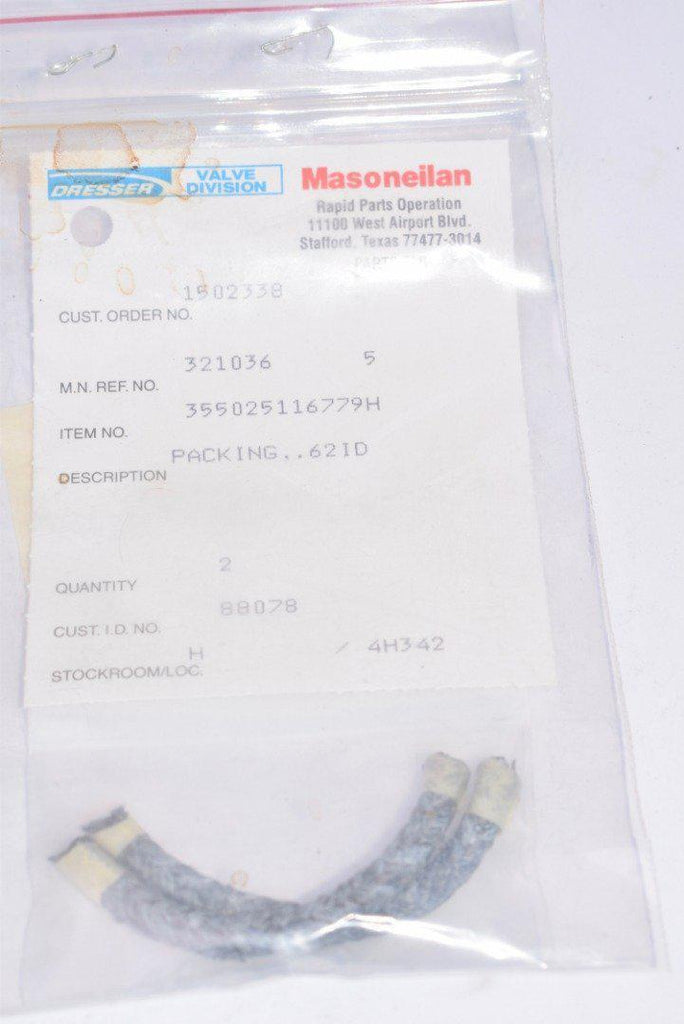 DRESSER
VALVE
DIVISION
Masoneilan
Rapid Parts Operation
11100 West Airport Blvd.
Stafford, Texas 77477-3014
1502338
CUST. ORDER NO.
321036 5
M.N. REF. NO.
355025116779H
ITEM NO.
PACKING,.62ID
DESCRIPTION
2
QUANTITY
88078
CUST. I.D. NO.
H / 4H342
STOCKROOM/LOC.